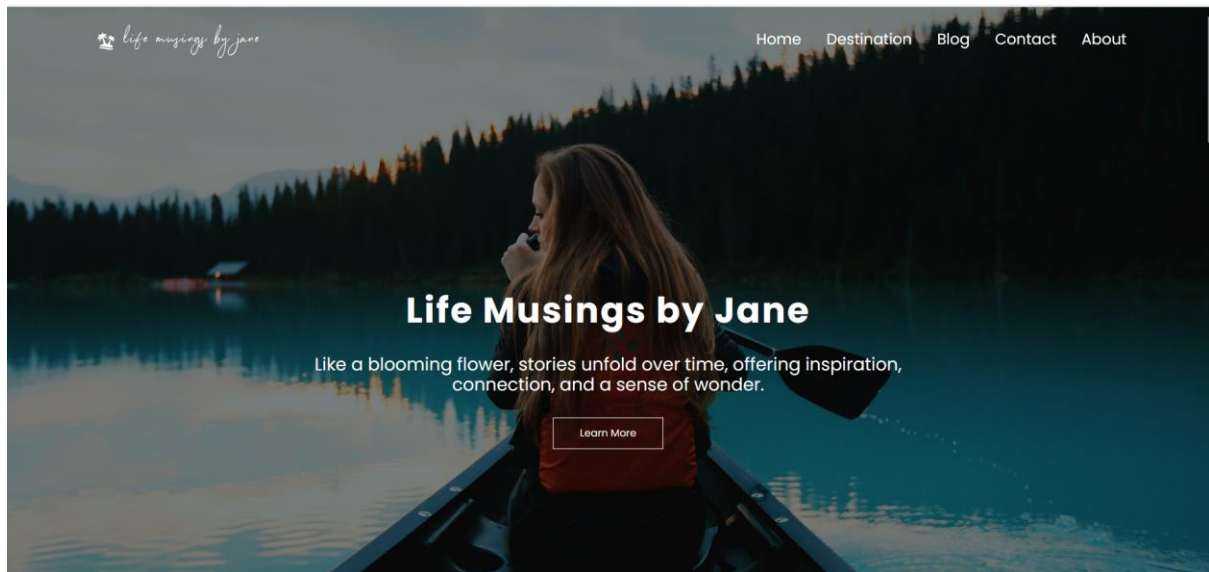 life musings by jane
Home Destination Blog Contact About
Life Musings by Jane
Like a blooming flower, stories unfold over time, offering inspiration,
connection, and a sense of wonder.
Learn More